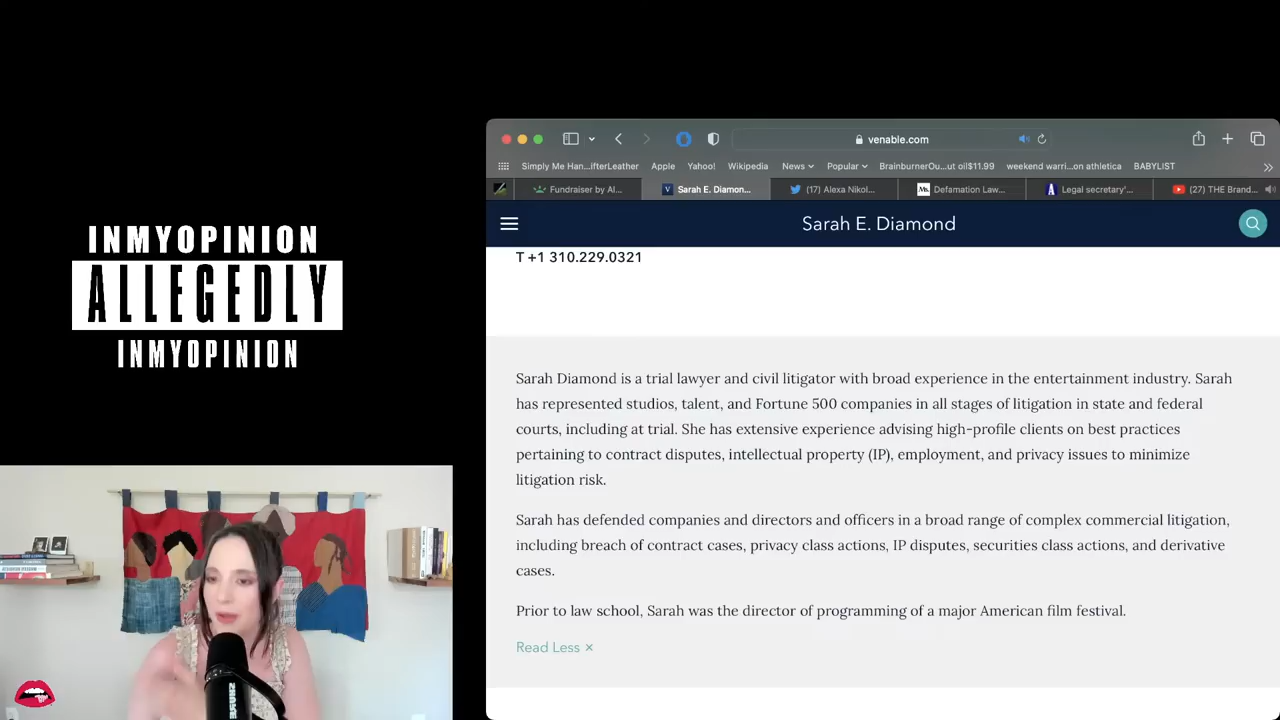 INMYOPINION
ALLEGEDLY
INMYOPINION
venable.com
Simply Me Han...ifterLeather Apple Yahoo! Wikipedia News Popular BrainburnerOu...ut oil$11.99 weekend warri...on athletica BABYLIST
Fundraiser by Al... Sarah E. Diamon... (17) Alexa Nikol... Ms. Defamation Law... Legal secretary'... (27) THE Brand...
Sarah E. Diamond
T +1 310.229.0321
Sarah Diamond is a trial lawyer and civil litigator with broad experience in the entertainment industry. Sarah
has represented studios, talent, and Fortune 500 companies in all stages of litigation in state and federal
courts, including at trial. She has extensive experience advising high-profile clients on best practices
pertaining to contract disputes, intellectual property (IP), employment, and privacy issues to minimize
litigation risk.
Sarah has defended companies and directors and officers in a broad range of complex commercial litigation,
including breach of contract cases, privacy class actions, IP disputes, securities class actions, and derivative
cases.
Prior to law school, Sarah was the director of programming of a major American film festival.
Read Less ×